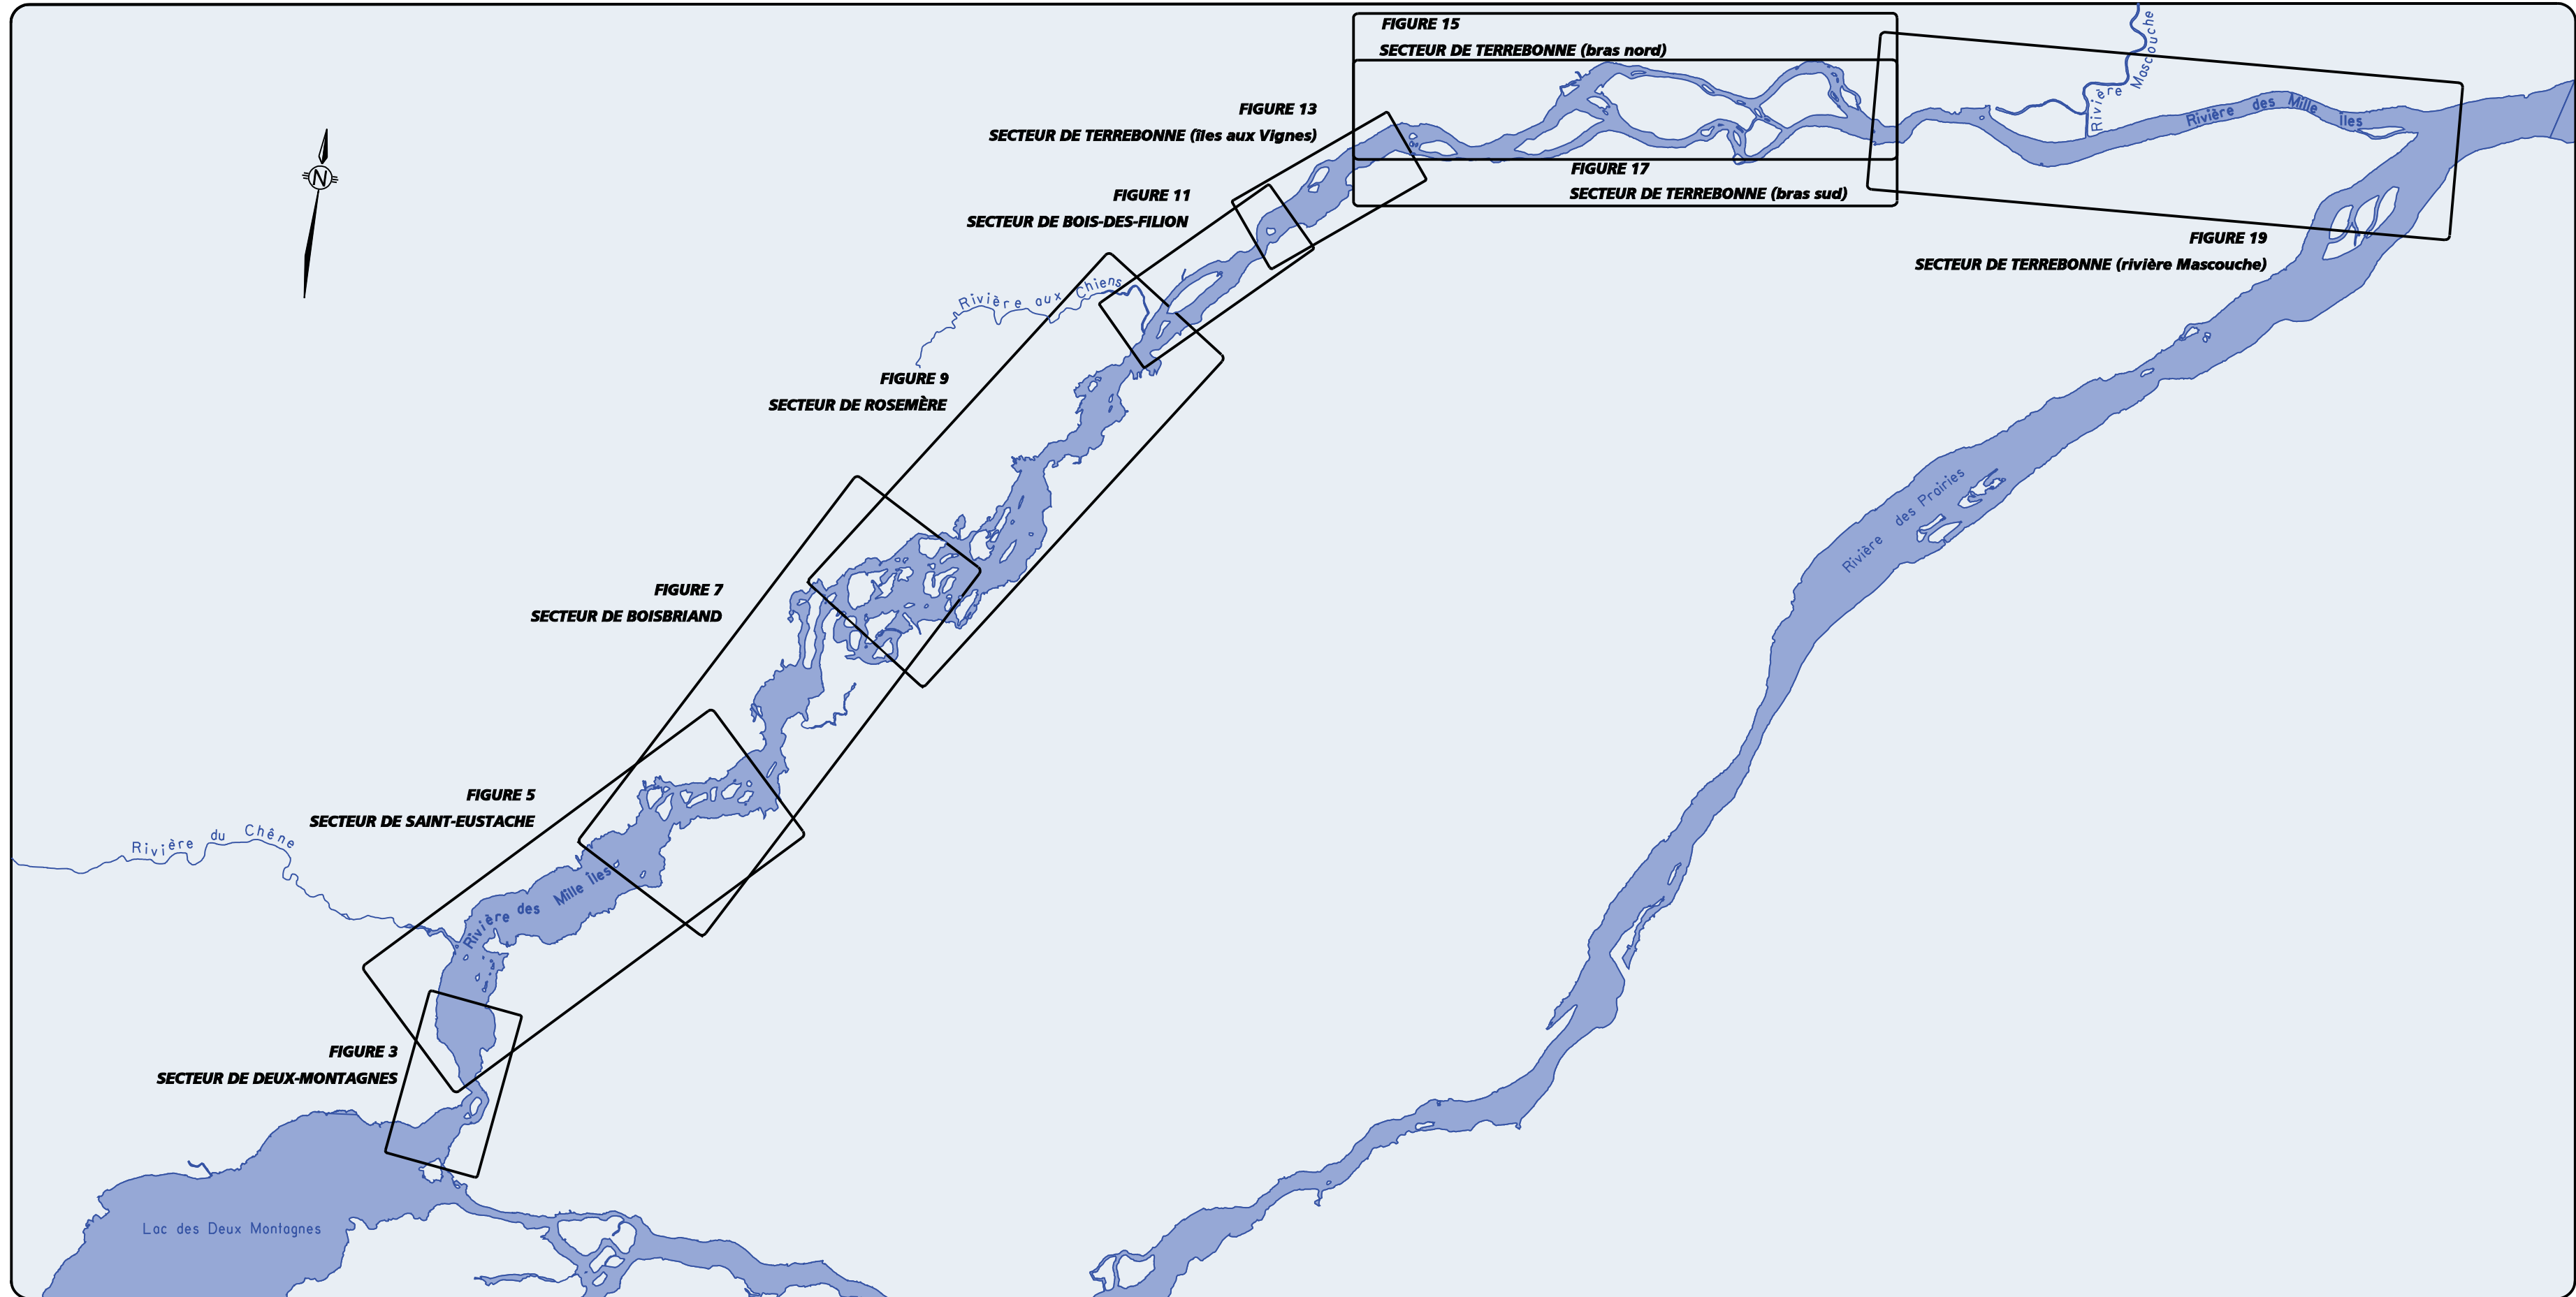 FIGURE 15
SECTEUR DE TERREBONNE (bras nord)
Rivière Mascouche
FIGURE 13
SECTEUR DE TERREBONNE (îles aux Vignes)
Rivière des Mille Îles
FIGURE 17
SECTEUR DE TERREBONNE (bras sud)
N
FIGURE 11
SECTEUR DE BOIS-DES-FILION
FIGURE 19
SECTEUR DE TERREBONNE (rivière Mascouche)
Rivière aux Chiens
FIGURE 9
SECTEUR DE ROSEMÈRE
Rivière des Prairies
FIGURE 7
SECTEUR DE BOISBRIAND
FIGURE 5
SECTEUR DE SAINT-EUSTACHE
Rivière du Chêne
Rivière des Mille Îles
FIGURE 3
SECTEUR DE DEUX-MONTAGNES
Lac des Deux Montagnes